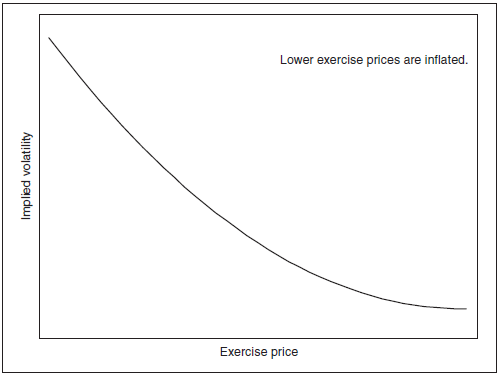 Lower exercise prices are inflated.
Implied volatility
Exercise price